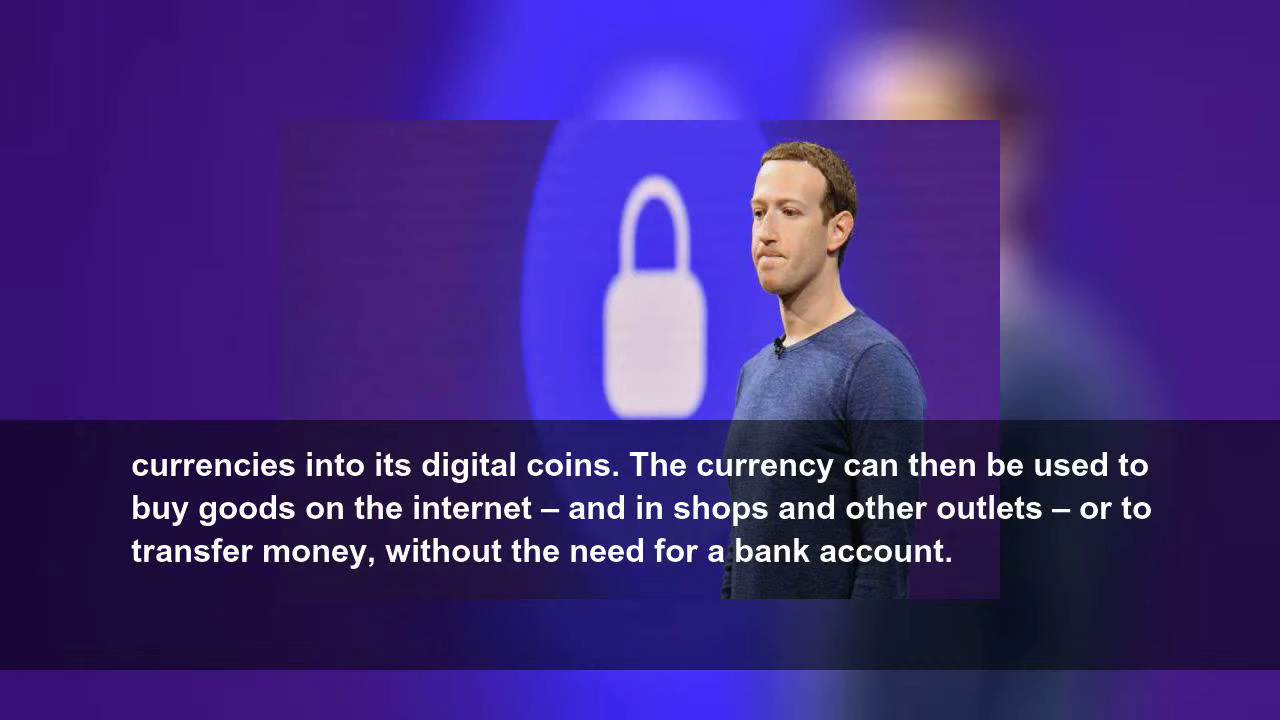 currencies into its digital coins. The currency can then be used to
buy goods on the internet – and in shops and other outlets – or to
transfer money, without the need for a bank account.